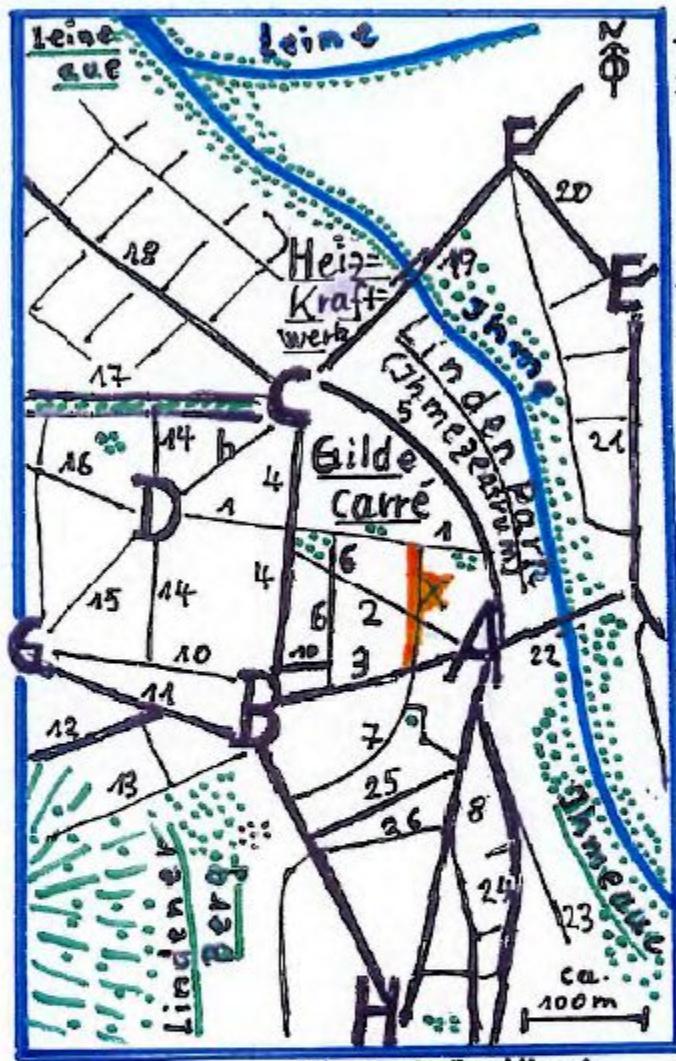 Leine
aue
Leine
N
F
20
18
Heiz=
Kraft=
werk
19
E
Ihme
Linden Park
(Ihmezentrum)
17
C
5
21
16
14
h
4
Gilde
Carré
D
1
1
4
6
15
14
6
2
G
10
10
3
A
22
11
B
12
7
13
25
8
26
Lindener
Berg
24
23
Ihmeaue
H
ca.
100m